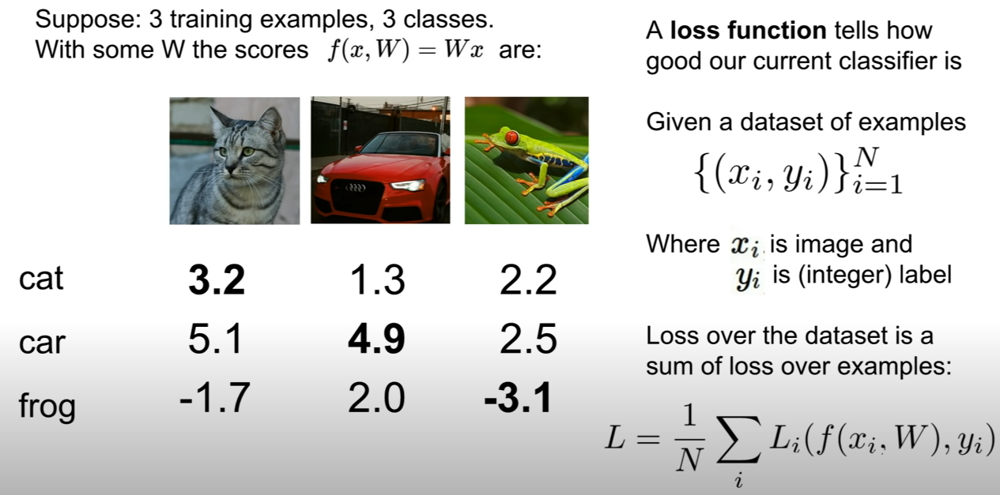 Suppose: 3 training examples, 3 classes.
With some W the scores f(x, W) = Wx are:
cat 3.2 1.3 2.2
car 5.1 4.9 2.5
frog -1.7 2.0 -3.1
A loss function tells how
good our current classifier is
Given a dataset of examples
{(x_i, y_i)}_{i=1}^N
Where x_i is image and
y_i is (integer) label
Loss over the dataset is a
sum of loss over examples:
L = \frac{1}{N} \sum_i L_i(f(x_i, W), y_i)